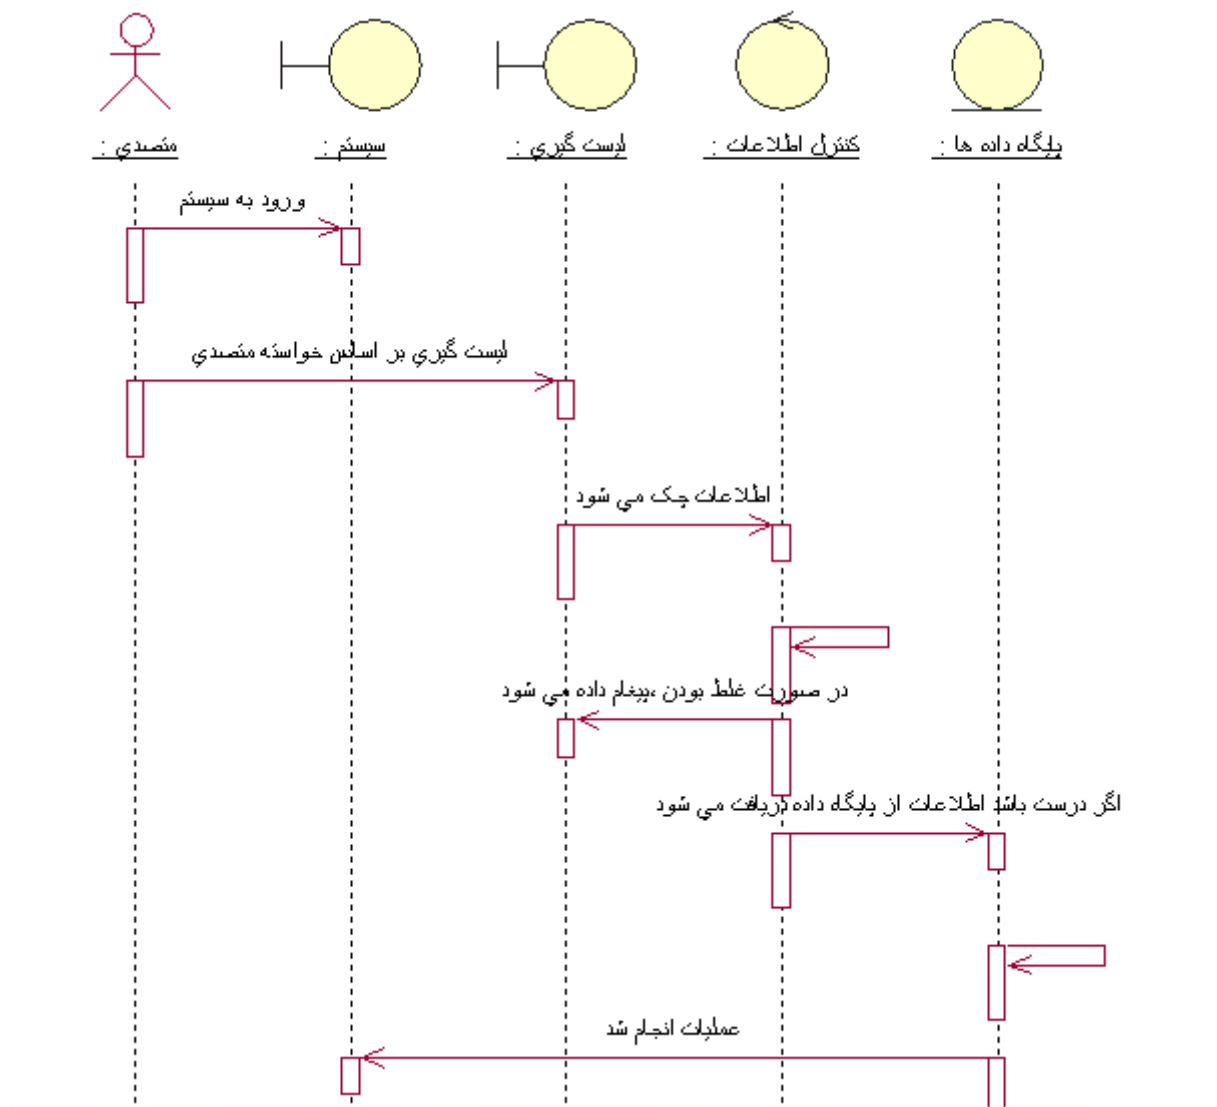 متصدي :
سيستم :
ليست گيري :
کنترل اطلاعات :
پايگاه داده ها :
ورود به سيستم
ليست گيري بر اساس خواسته متصدي
اطلاعات چک مي شود
در صورت غلط بودن ،پيغام داده مي شود
اگر درست باشد اطلاعات از پايگاه داده دريافت مي شود
عمليات انجام شد